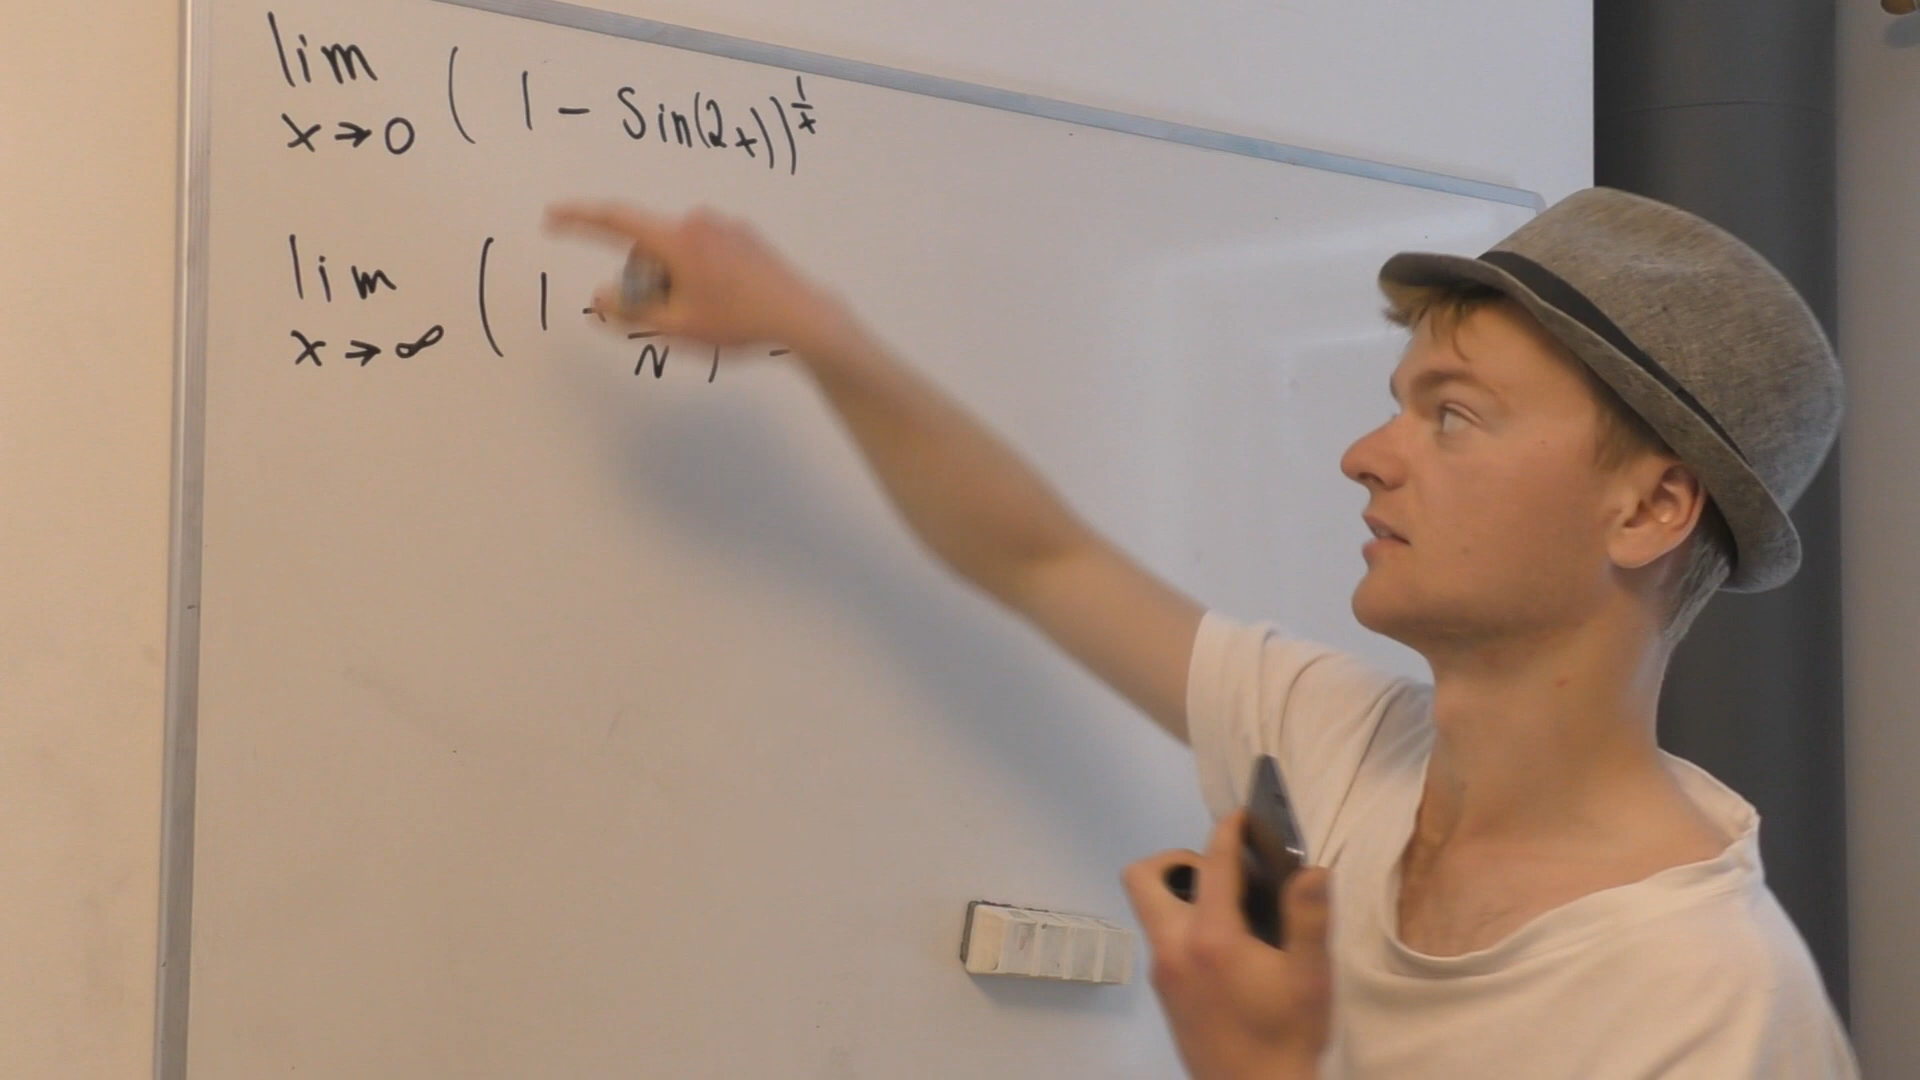 lim ( 1 - Sin(2x))^(1/x)
x→0
lim ( 1
x→∞ N ) =